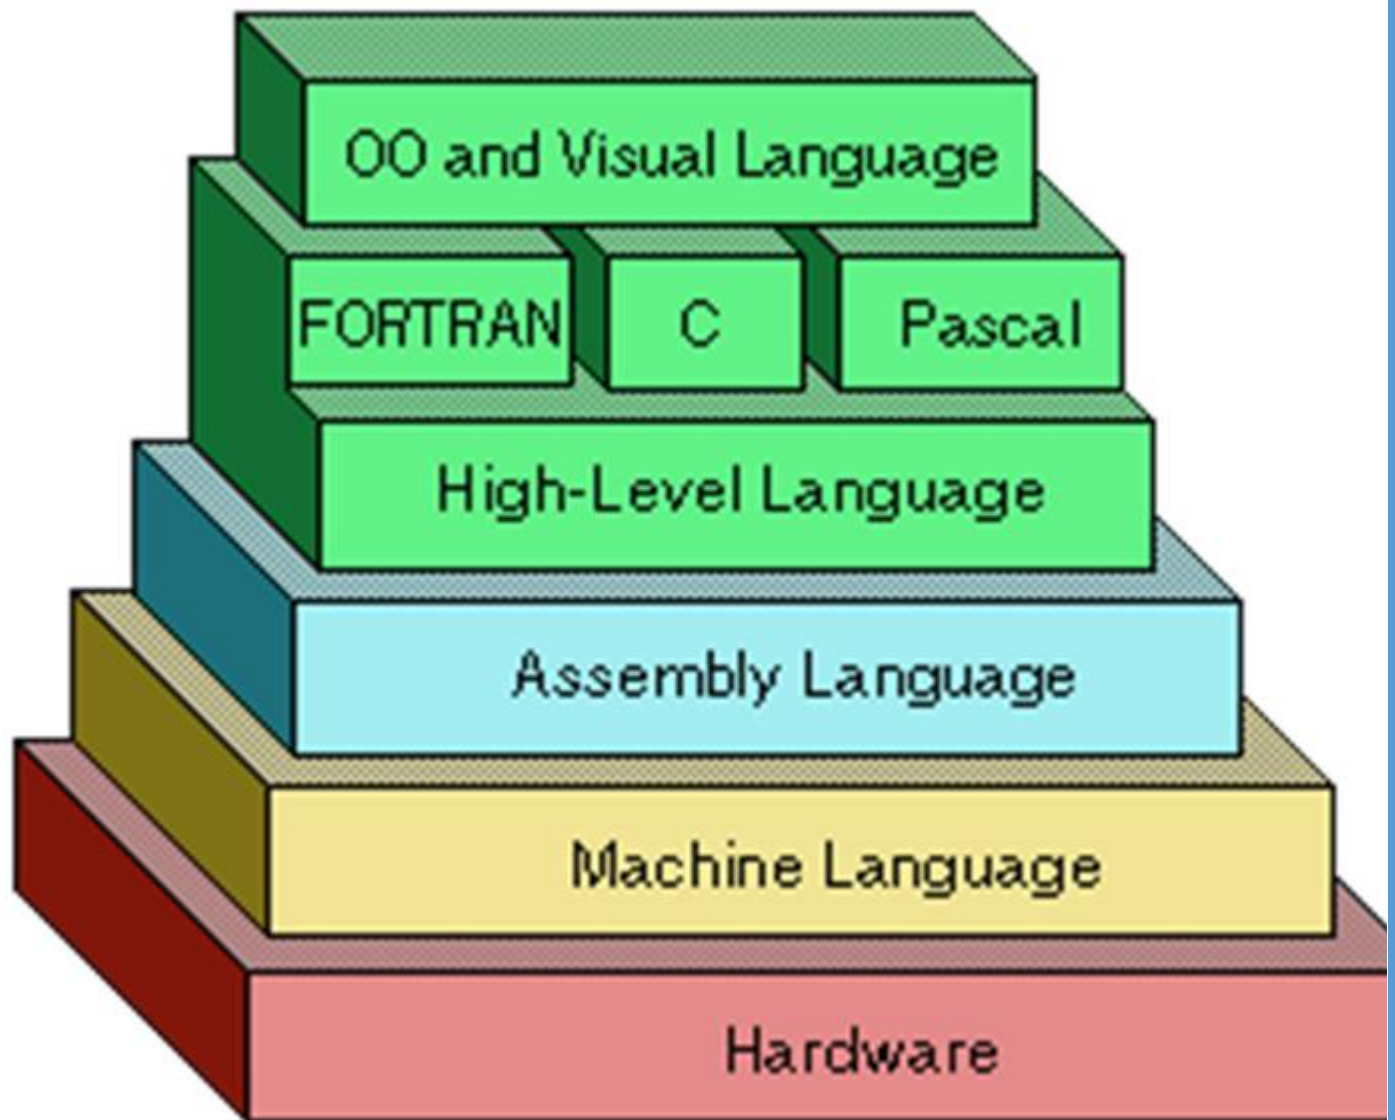 OO and Visual Language
FORTRAN C Pascal
High-Level Language
Assembly Language
Machine Language
Hardware